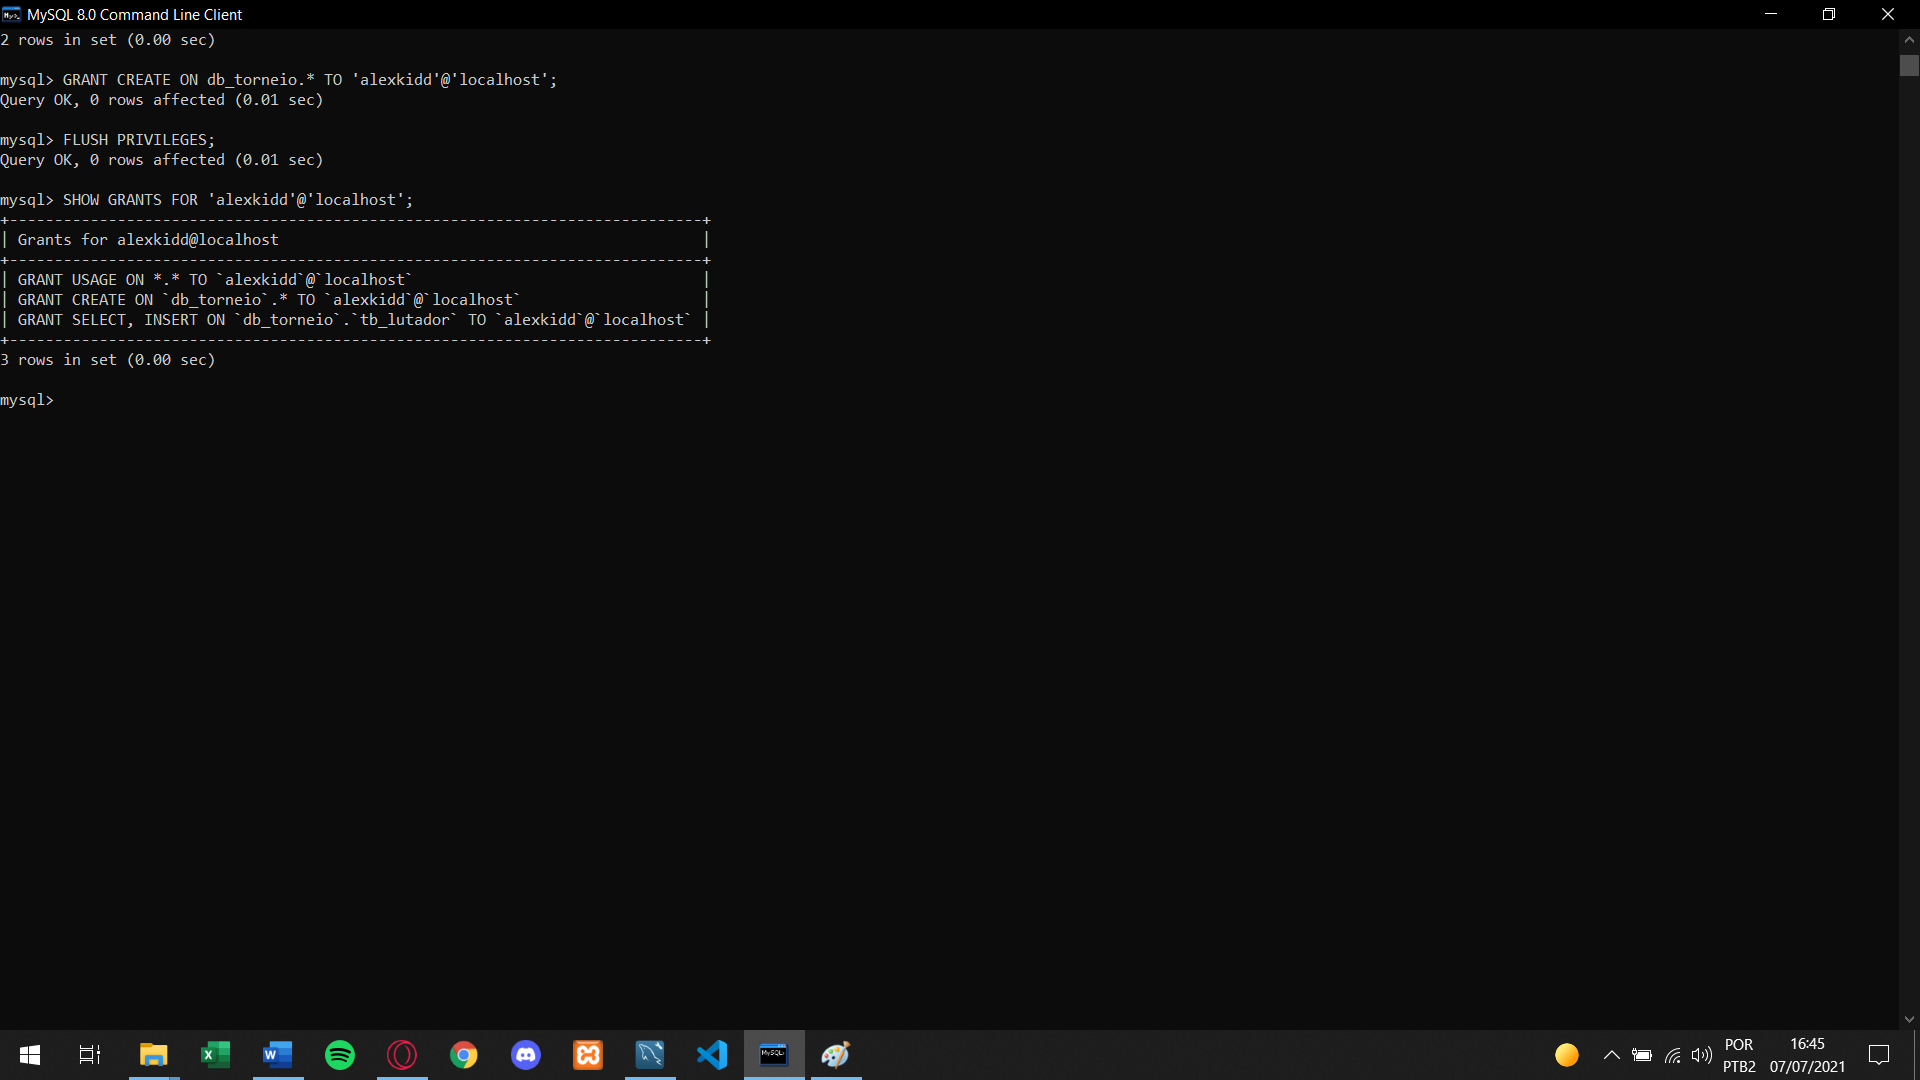 MySQL 8.0 Command Line Client
2 rows in set (0.00 sec)
mysql> GRANT CREATE ON db_torneio.* TO 'alexkidd'@'localhost';
Query OK, 0 rows affected (0.01 sec)
mysql> FLUSH PRIVILEGES;
Query OK, 0 rows affected (0.01 sec)
mysql> SHOW GRANTS FOR 'alexkidd'@'localhost';
+-----------------------------------------------------------------------------+
| Grants for alexkidd@localhost                                               |
+-----------------------------------------------------------------------------+
| GRANT USAGE ON *.* TO `alexkidd`@`localhost`                                |
| GRANT CREATE ON `db_torneio`.* TO `alexkidd`@`localhost`                    |
| GRANT SELECT, INSERT ON `db_torneio`.`tb_lutador` TO `alexkidd`@`localhost` |
+-----------------------------------------------------------------------------+
3 rows in set (0.00 sec)
mysql>
POR
PTB2
16:45
07/07/2021